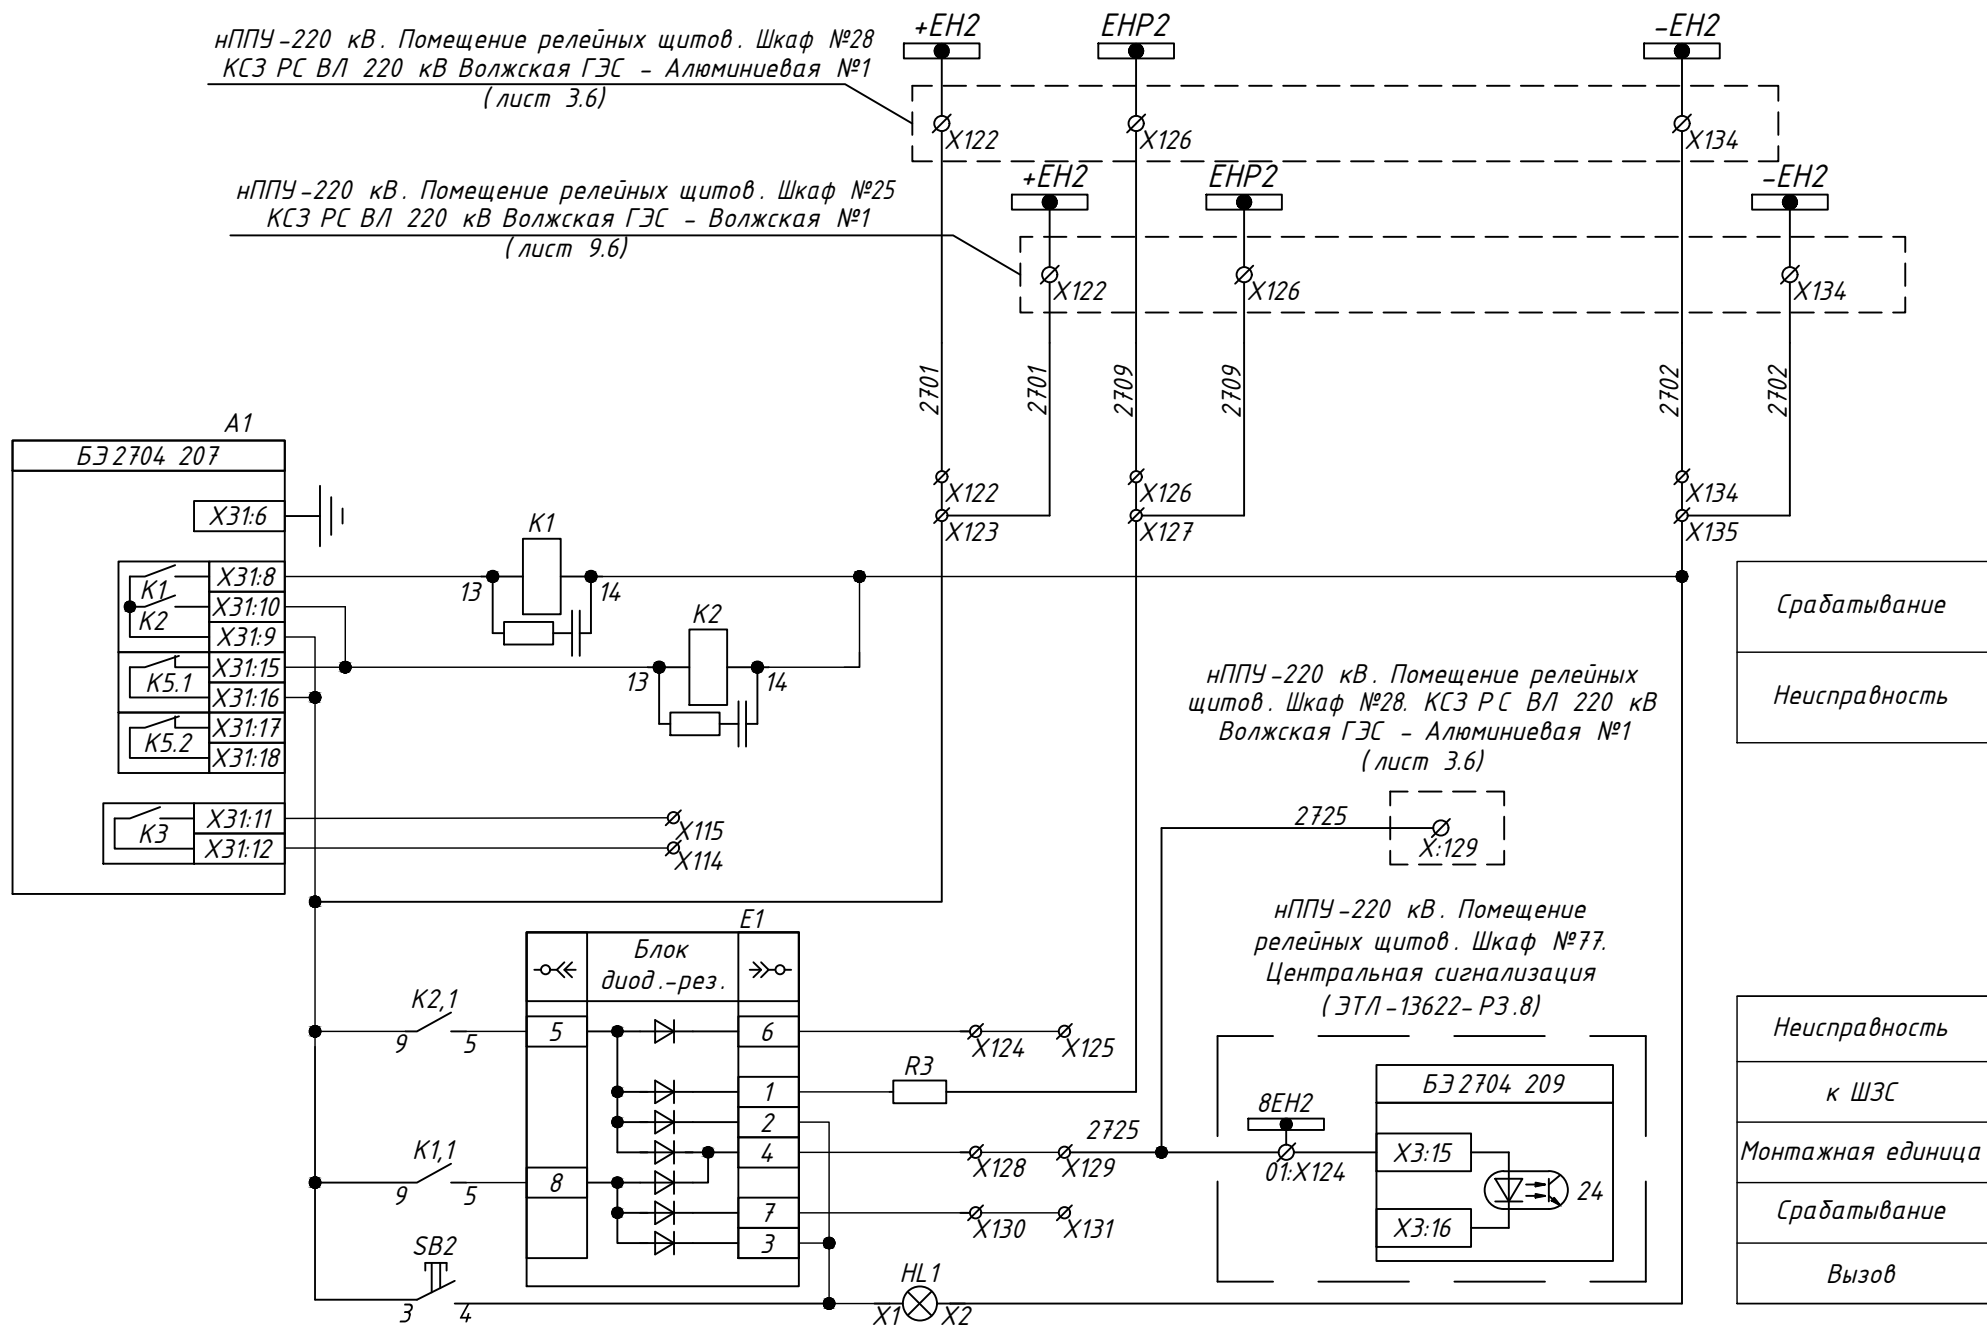 нППУ-220 кВ. Помещение релейных щитов. Шкаф №28
КСЗ РС ВЛ 220 кВ Волжская ГЭС - Алюминиевая №1
(лист 3.6)
+EH2
EHP2
-EH2
X122
X126
X134
нППУ-220 кВ. Помещение релейных щитов. Шкаф №25
КСЗ РС ВЛ 220 кВ Волжская ГЭС - Волжская №1
(лист 9.6)
+EH2
EHP2
-EH2
X122
X126
X134
2701
2701
2709
2709
2702
2702
X122
X123
X126
X127
X134
X135
A1
БЭ2704 207
X31:6
K1
K2
X31:8
X31:10
X31:9
K5.1
X31:15
X31:16
K5.2
X31:17
X31:18
K3
X31:11
X31:12
K1
13
14
K2
13
14
X115
X114
Срабатывание
Неисправность
нППУ-220 кВ. Помещение релейных
щитов. Шкаф №28. КСЗ РС ВЛ 220 кВ
Волжская ГЭС - Алюминиевая №1
(лист 3.6)
2725
X:129
нППУ-220 кВ. Помещение
релейных щитов. Шкаф №77.
Центральная сигнализация
(ЭТЛ-13622-РЗ.8)
E1
Блок
диод.-рез.
K2,1
9
5
5
6
X124
X125
1
R3
2
K1,1
9
5
8
4
X128
X129
2725
7
X130
X131
3
SB2
3
4
HL1
X1
X2
8EH2
01:X124
БЭ2704 209
X3:15
X3:16
24
Неисправность
к ШЗС
Монтажная единица
Срабатывание
Вызов